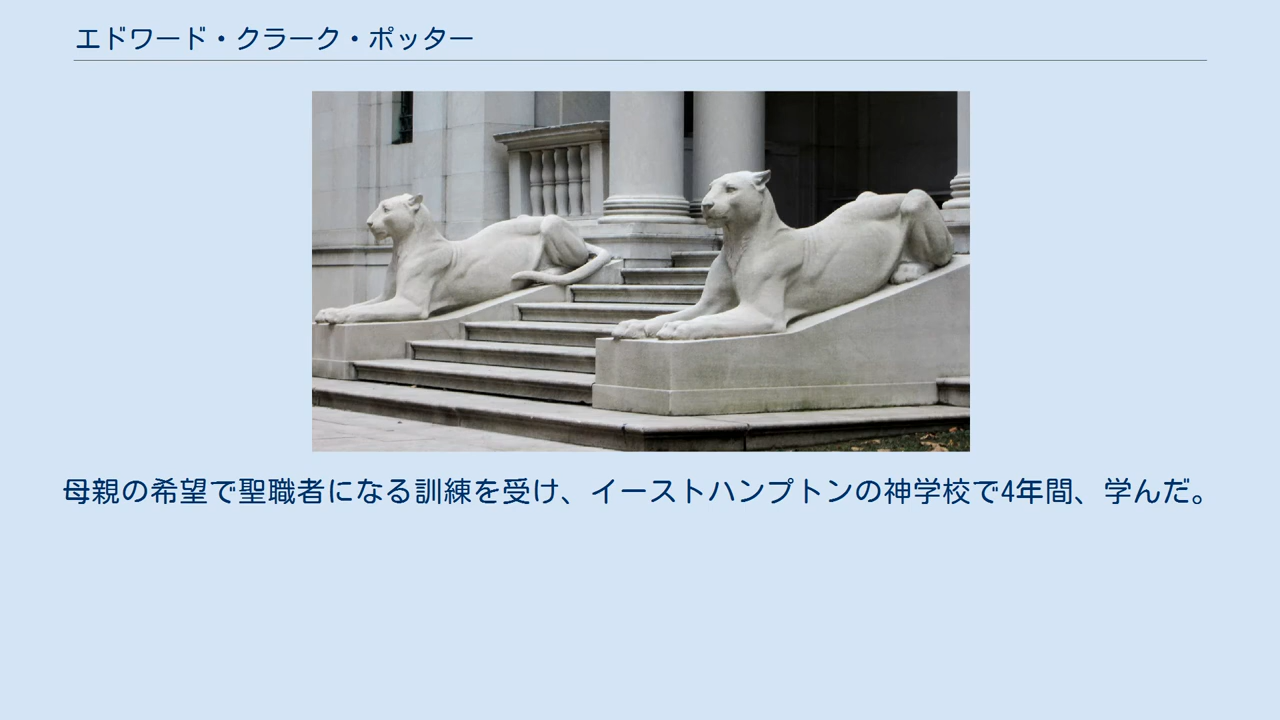 エドワード・クラーク・ポッター
母親の希望で聖職者になる訓練を受け、イーストハンプトンの神学校で4年間、学んだ。